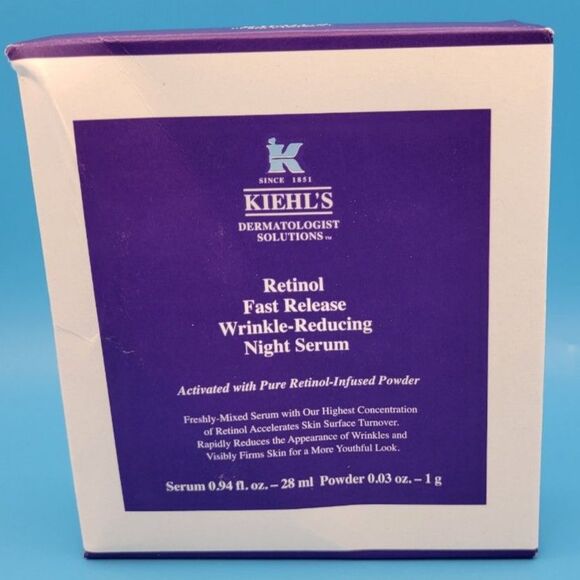 K
SINCE 1851
KIEHL'S
DERMATOLOGIST
SOLUTIONS™
Retinol
Fast Release
Wrinkle-Reducing
Night Serum
Activated with Pure Retinol-Infused Powder
Freshly-Mixed Serum with Our Highest Concentration
of Retinol Accelerates Skin Surface Turnover.
Rapidly Reduces the Appearance of Wrinkles and
Visibly Firms Skin for a More Youthful Look.
Serum 0.94 fl. oz. – 28 ml Powder 0.03 oz. – 1 g